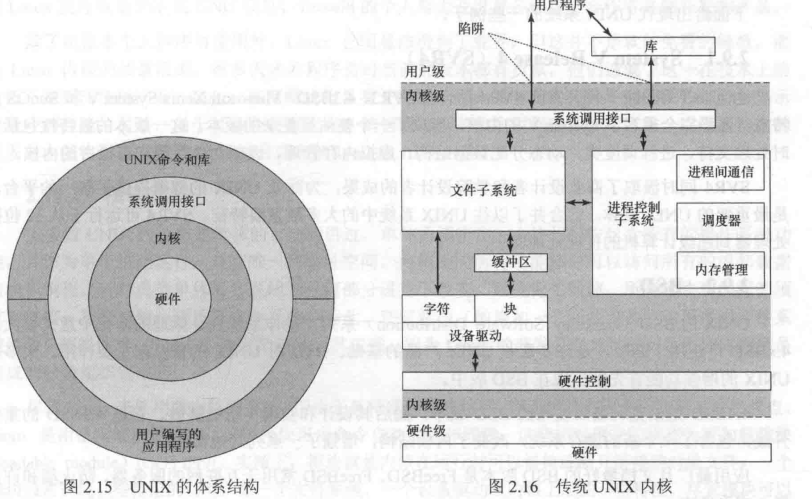 UNIX命令和库
系统调用接口
内核
硬件
用户编写的
应用程序
图 2.15 UNIX 的体系结构
用户程序
陷阱
库
用户级
内核级
系统调用接口
文件子系统
进程控制
子系统
进程间通信
调度器
内存管理
缓冲区
字符
块
设备驱动
硬件控制
内核级
硬件级
硬件
图 2.16 传统 UNIX 内核